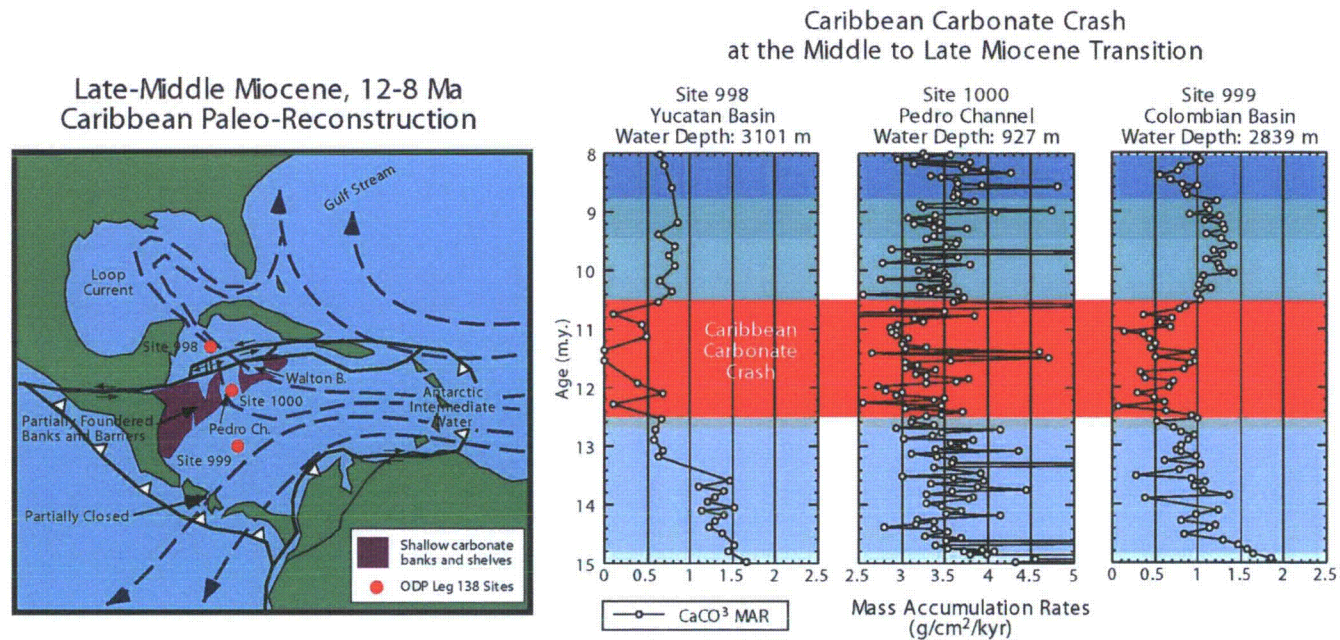 Late-Middle Miocene, 12-8 Ma
Caribbean Paleo-Reconstruction
Gulf Stream
Loop
Current
Site 998
Walton B.
Site 1000
Antarctic
Intermediate
Water
Partially Foundered
Banks and Barriers
Pedro Ch.
Site 999
Partially Closed
Shallow carbonate
banks and shelves
ODP Leg 138 Sites
Caribbean Carbonate Crash
at the Middle to Late Miocene Transition
Site 998
Yucatan Basin
Water Depth: 3101 m
Site 1000
Pedro Channel
Water Depth: 927 m
Site 999
Colombian Basin
Water Depth: 2839 m
Age (m.y.)
8
9
10
11
12
13
14
15
Caribbean
Carbonate
Crash
0 0.5 1 1.5 2 2.5
2.5 3 3.5 4 4.5 5
0 0.5 1 1.5 2 2.5
CaCO³ MAR
Mass Accumulation Rates
(g/cm²/kyr)